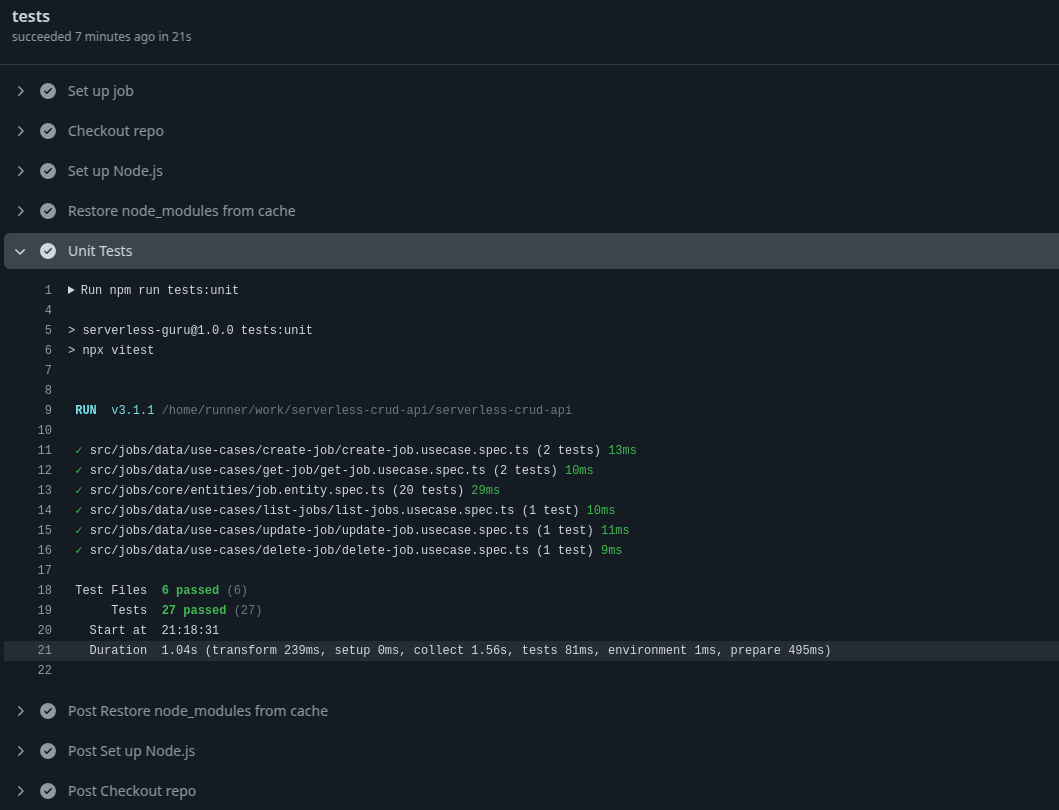 tests
succeeded 7 minutes ago in 21s
Set up job
Checkout repo
Set up Node.js
Restore node_modules from cache
Unit Tests
1 ▶ Run npm run tests:unit
4
5 > serverless-guru@1.0.0 tests:unit
6 > npx vitest
7
8
9 RUN v3.1.1 /home/runner/work/serverless-crud-api/serverless-crud-api
10
11 ✓ src/jobs/data/use-cases/create-job/create-job.usecase.spec.ts (2 tests) 13ms
12 ✓ src/jobs/data/use-cases/get-job/get-job.usecase.spec.ts (2 tests) 10ms
13 ✓ src/jobs/core/entities/job.entity.spec.ts (20 tests) 29ms
14 ✓ src/jobs/data/use-cases/list-jobs/list-jobs.usecase.spec.ts (1 test) 10ms
15 ✓ src/jobs/data/use-cases/update-job/update-job.usecase.spec.ts (1 test) 11ms
16 ✓ src/jobs/data/use-cases/delete-job/delete-job.usecase.spec.ts (1 test) 9ms
17
18 Test Files 6 passed (6)
19 Tests 27 passed (27)
20 Start at 21:18:31
21 Duration 1.04s (transform 239ms, setup 0ms, collect 1.56s, tests 81ms, environment 1ms, prepare 495ms)
22
Post Restore node_modules from cache
Post Set up Node.js
Post Checkout repo